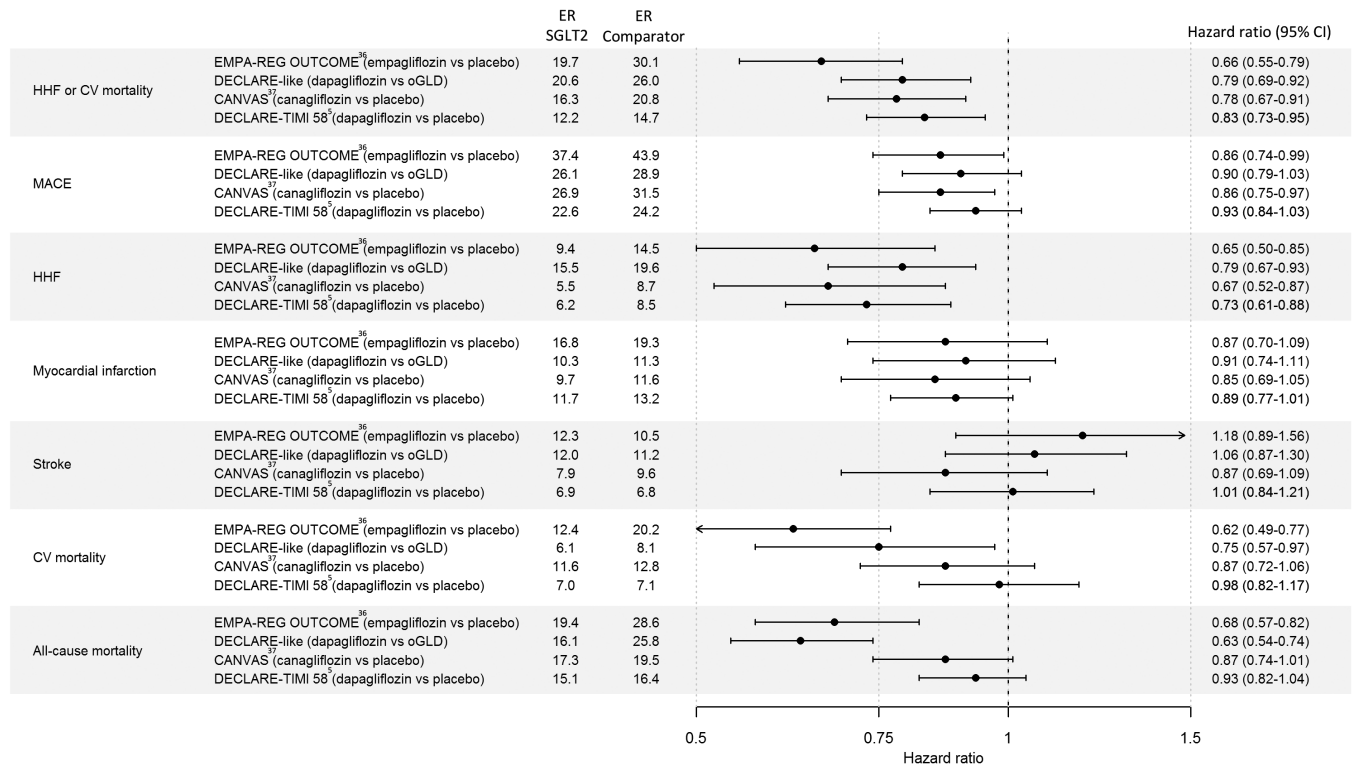 ER SGLT2 ER Comparator Hazard ratio (95% CI)
HHF or CV mortality
EMPA-REG OUTCOME36(empagliflozin vs placebo) 19.7 30.1 0.66 (0.55-0.79)
DECLARE-like (dapagliflozin vs oGLD) 20.6 26.0 0.79 (0.69-0.92)
CANVAS37(canagliflozin vs placebo) 16.3 20.8 0.78 (0.67-0.91)
DECLARE-TIMI 585(dapagliflozin vs placebo) 12.2 14.7 0.83 (0.73-0.95)
MACE
EMPA-REG OUTCOME36(empagliflozin vs placebo) 37.4 43.9 0.86 (0.74-0.99)
DECLARE-like (dapagliflozin vs oGLD) 26.1 28.9 0.90 (0.79-1.03)
CANVAS37(canagliflozin vs placebo) 26.9 31.5 0.86 (0.75-0.97)
DECLARE-TIMI 585(dapagliflozin vs placebo) 22.6 24.2 0.93 (0.84-1.03)
HHF
EMPA-REG OUTCOME36(empagliflozin vs placebo) 9.4 14.5 0.65 (0.50-0.85)
DECLARE-like (dapagliflozin vs oGLD) 15.5 19.6 0.79 (0.67-0.93)
CANVAS37(canagliflozin vs placebo) 5.5 8.7 0.67 (0.52-0.87)
DECLARE-TIMI 585(dapagliflozin vs placebo) 6.2 8.5 0.73 (0.61-0.88)
Myocardial infarction
EMPA-REG OUTCOME36(empagliflozin vs placebo) 16.8 19.3 0.87 (0.70-1.09)
DECLARE-like (dapagliflozin vs oGLD) 10.3 11.3 0.91 (0.74-1.11)
CANVAS37(canagliflozin vs placebo) 9.7 11.6 0.85 (0.69-1.05)
DECLARE-TIMI 585(dapagliflozin vs placebo) 11.7 13.2 0.89 (0.77-1.01)
Stroke
EMPA-REG OUTCOME36(empagliflozin vs placebo) 12.3 10.5 1.18 (0.89-1.56)
DECLARE-like (dapagliflozin vs oGLD) 12.0 11.2 1.06 (0.87-1.30)
CANVAS37(canagliflozin vs placebo) 7.9 9.6 0.87 (0.69-1.09)
DECLARE-TIMI 585(dapagliflozin vs placebo) 6.9 6.8 1.01 (0.84-1.21)
CV mortality
EMPA-REG OUTCOME36(empagliflozin vs placebo) 12.4 20.2 0.62 (0.49-0.77)
DECLARE-like (dapagliflozin vs oGLD) 6.1 8.1 0.75 (0.57-0.97)
CANVAS37(canagliflozin vs placebo) 11.6 12.8 0.87 (0.72-1.06)
DECLARE-TIMI 585(dapagliflozin vs placebo) 7.0 7.1 0.98 (0.82-1.17)
All-cause mortality
EMPA-REG OUTCOME36(empagliflozin vs placebo) 19.4 28.6 0.68 (0.57-0.82)
DECLARE-like (dapagliflozin vs oGLD) 16.1 25.8 0.63 (0.54-0.74)
CANVAS37(canagliflozin vs placebo) 17.3 19.5 0.87 (0.74-1.01)
DECLARE-TIMI 585(dapagliflozin vs placebo) 15.1 16.4 0.93 (0.82-1.04)
0.5 0.75 1 1.5
Hazard ratio